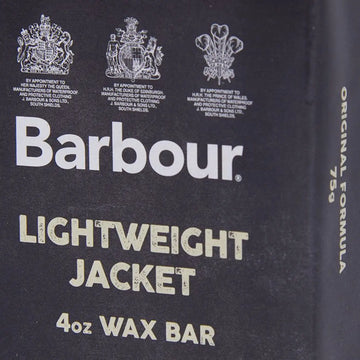 BY APPOINTMENT TO
HER MAJESTY THE QUEEN,
MANUFACTURERS OF WATERPROOF
AND PROTECTIVE CLOTHING
J. BARBOUR & SONS LTD.,
SOUTH SHIELDS.
BY APPOINTMENT TO
H.R.H. THE DUKE OF EDINBURGH,
MANUFACTURERS OF WATERPROOF
AND PROTECTIVE CLOTHING
J. BARBOUR & SONS LTD.,
SOUTH SHIELDS.
BY APPOINTMENT TO
H.R.H. THE PRINCE OF WALES,
MANUFACTURERS OF WATERPROOF
AND PROTECTIVE CLOTHING
J. BARBOUR & SONS LTD.,
SOUTH SHIELDS.
Barbour®
LIGHTWEIGHT
JACKET
4oz WAX BAR
ORIGINAL FORMULA
75g